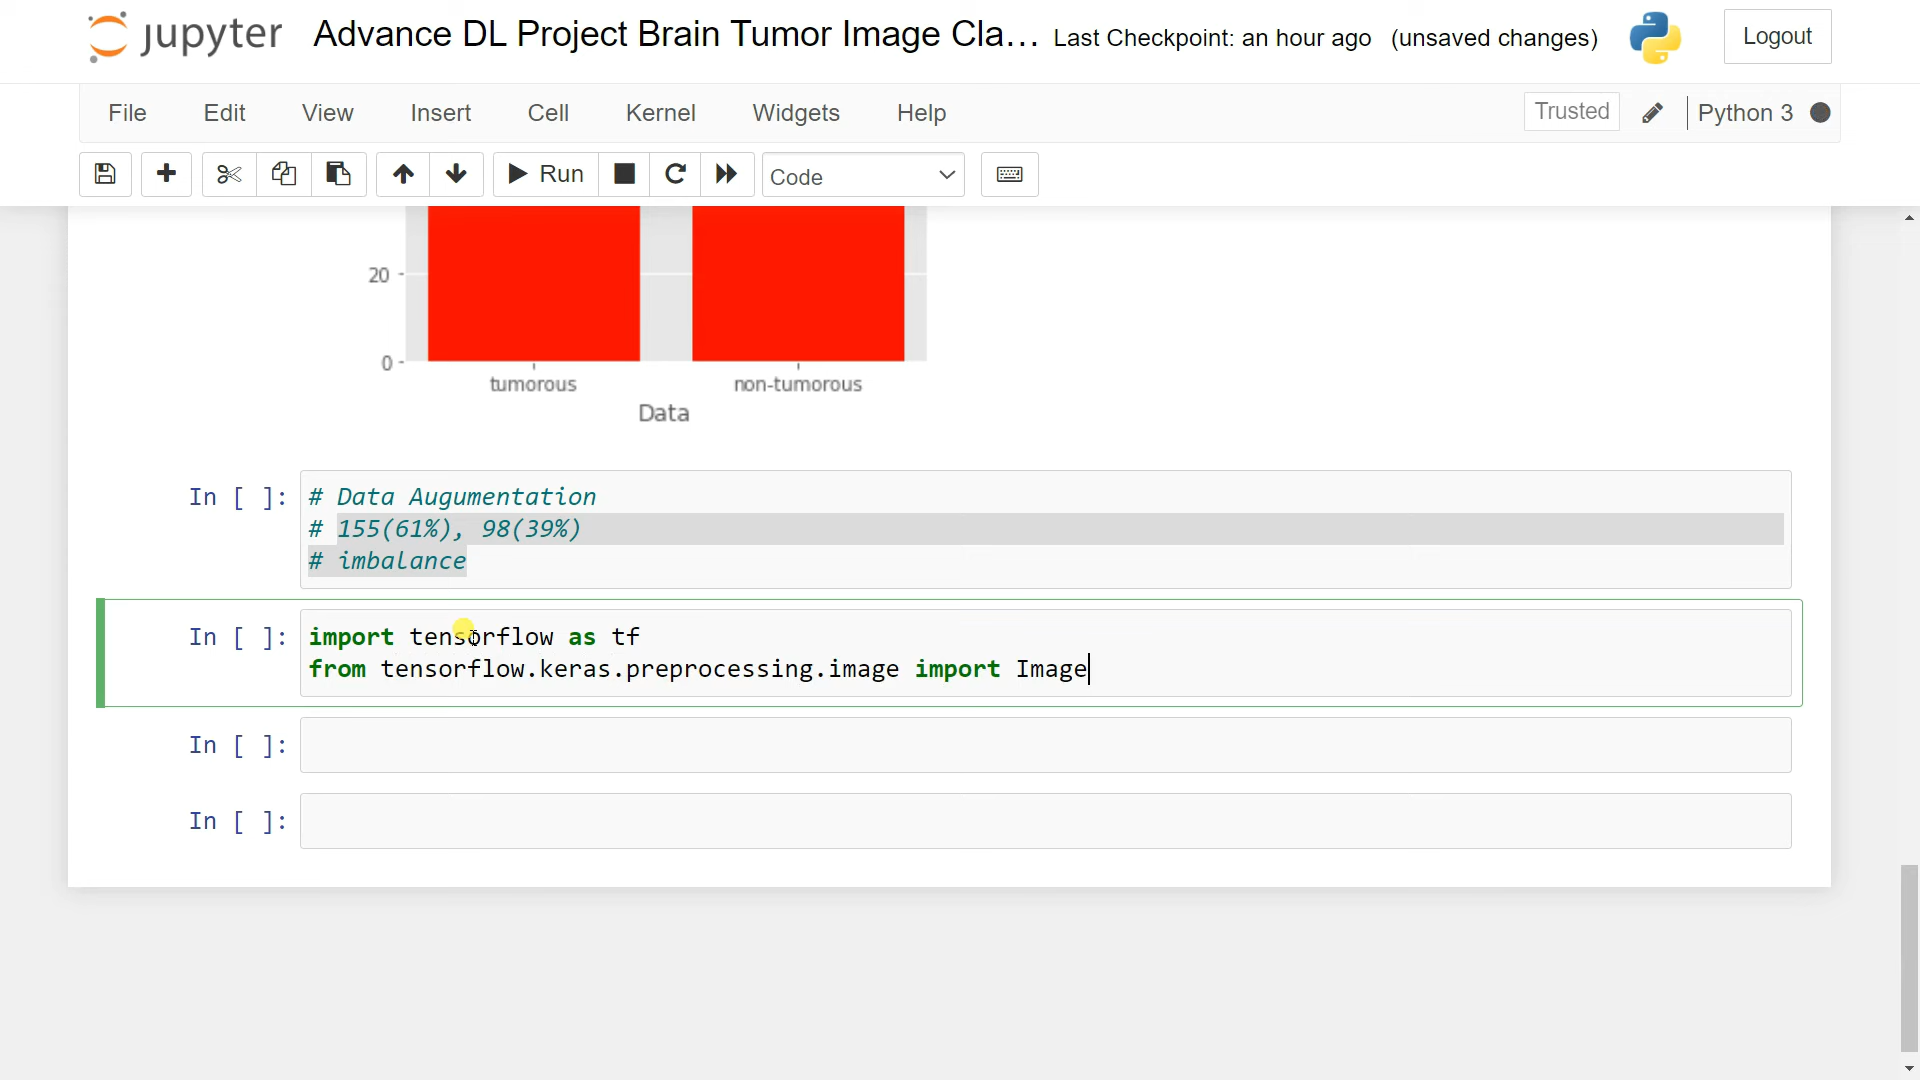 jupyter Advance DL Project Brain Tumor Image Cla... Last Checkpoint: an hour ago (unsaved changes) Logout
File Edit View Insert Cell Kernel Widgets Help Trusted Python 3
Run Code
20
0
tumorous non-tumorous
Data
In [ ]: # Data Augumentation
# 155(61%), 98(39%)
# imbalance
In [ ]: import tensorflow as tf
from tensorflow.keras.preprocessing.image import Image
In [ ]:
In [ ]: